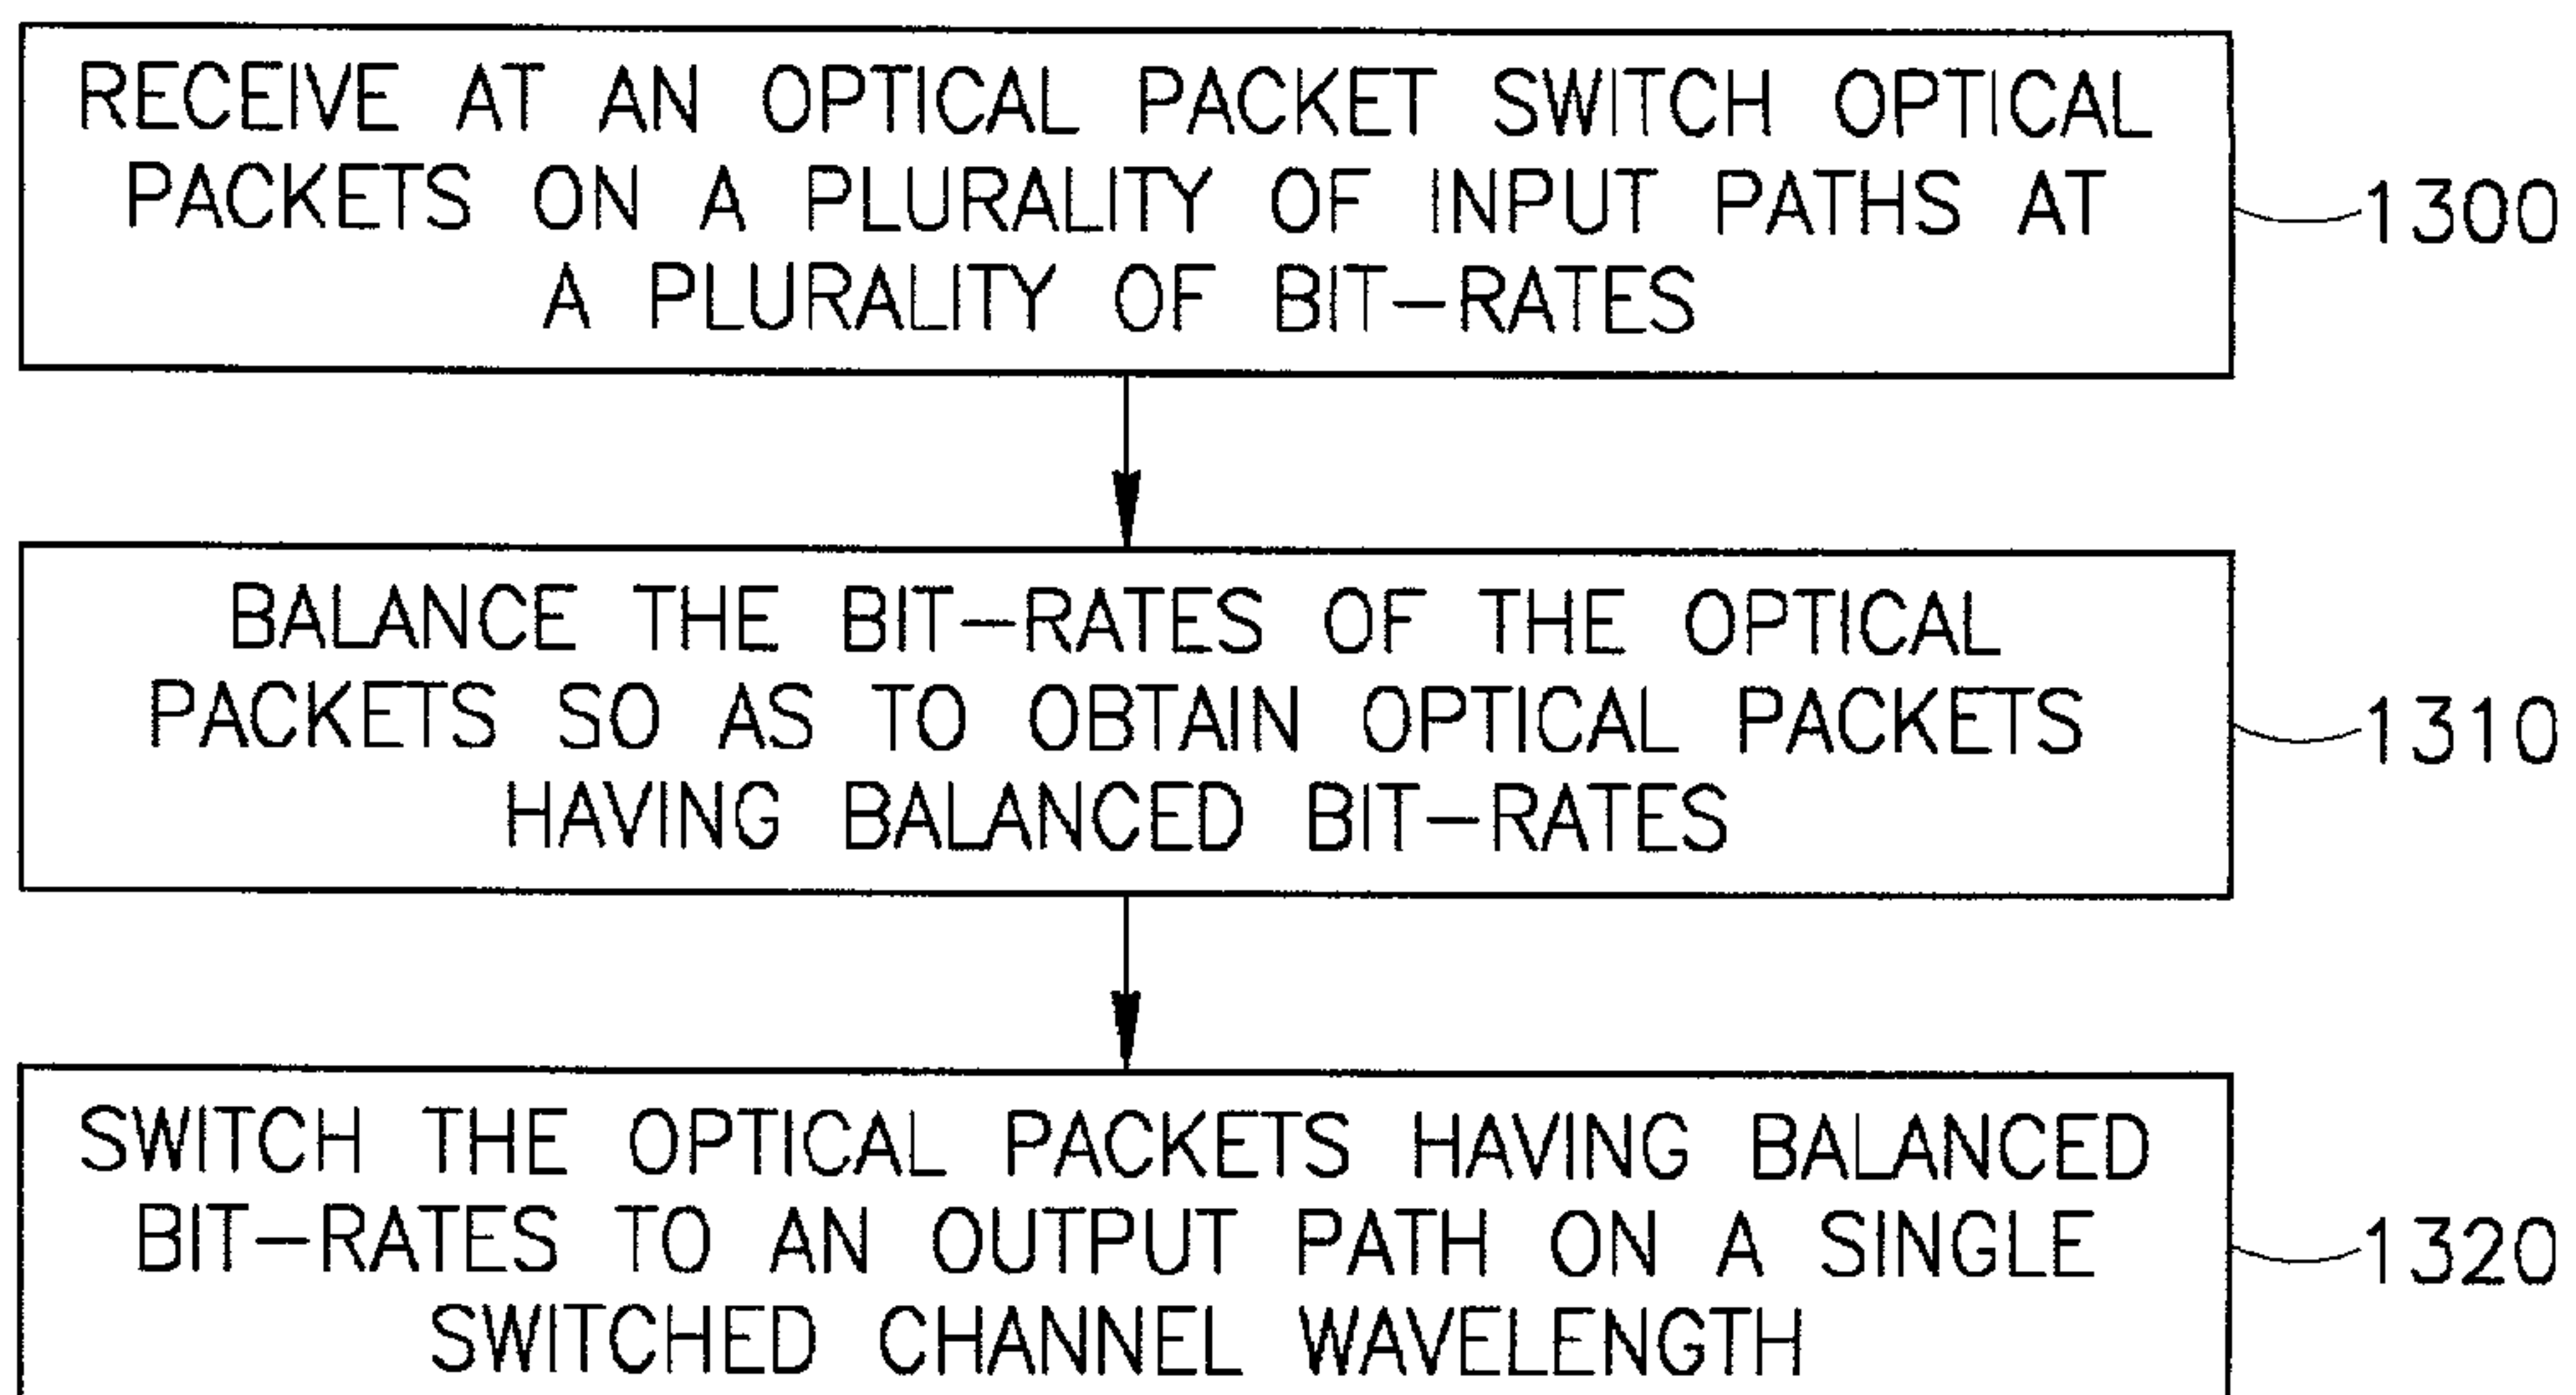 RECEIVE AT AN OPTICAL PACKET SWITCH OPTICAL
PACKETS ON A PLURALITY OF INPUT PATHS AT
A PLURALITY OF BIT-RATES
1300
BALANCE THE BIT-RATES OF THE OPTICAL
PACKETS SO AS TO OBTAIN OPTICAL PACKETS
HAVING BALANCED BIT-RATES
1310
SWITCH THE OPTICAL PACKETS HAVING BALANCED
BIT-RATES TO AN OUTPUT PATH ON A SINGLE
SWITCHED CHANNEL WAVELENGTH
1320